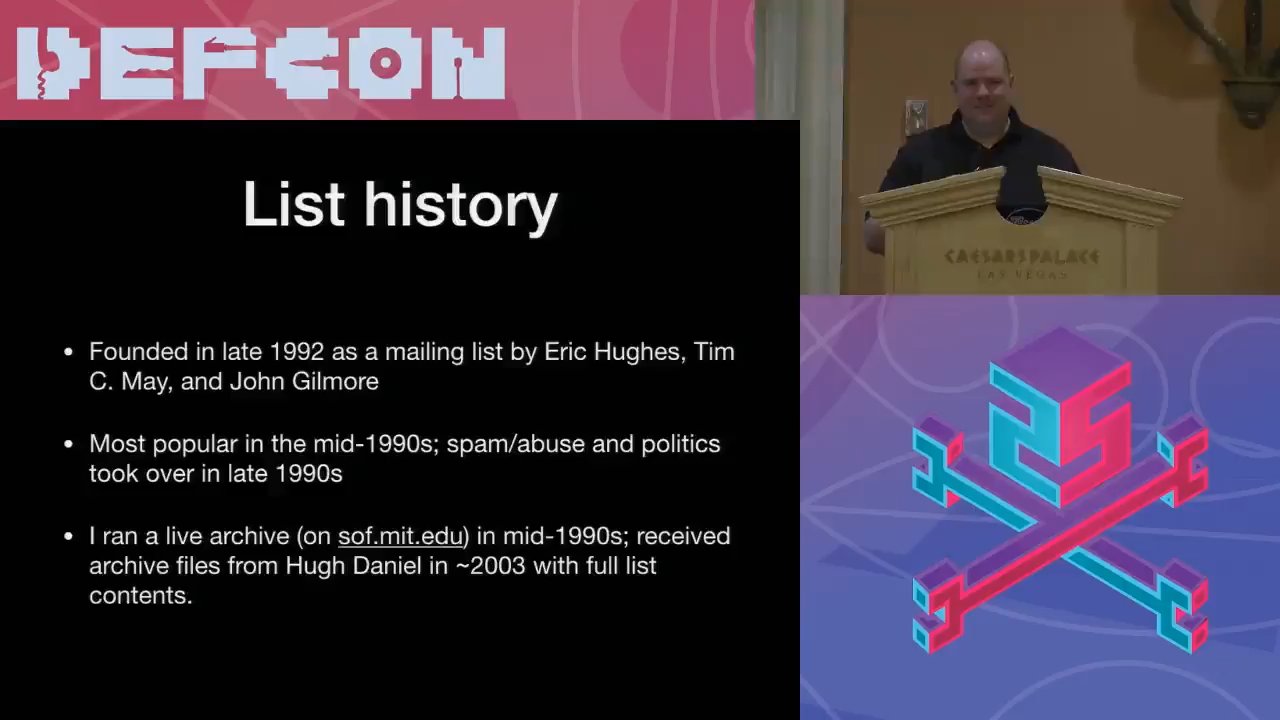 DEFCON
List history
• Founded in late 1992 as a mailing list by Eric Hughes, Tim
C. May, and John Gilmore
• Most popular in the mid-1990s; spam/abuse and politics
took over in late 1990s
• I ran a live archive (on sof.mit.edu) in mid-1990s; received
archive files from Hugh Daniel in ~2003 with full list
contents.
CAESARS PALACE
LAS VEGAS
25